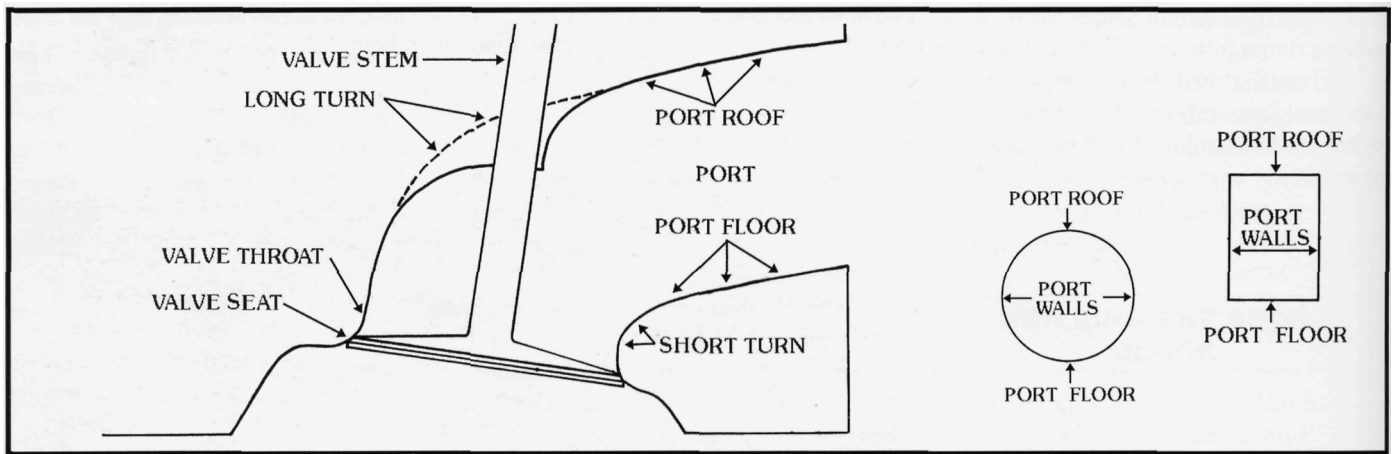 VALVE STEM
LONG TURN
PORT ROOF
PORT
PORT FLOOR
VALVE THROAT
VALVE SEAT
SHORT TURN
PORT ROOF
PORT
WALLS
PORT FLOOR
PORT ROOF
PORT
WALLS
PORT FLOOR